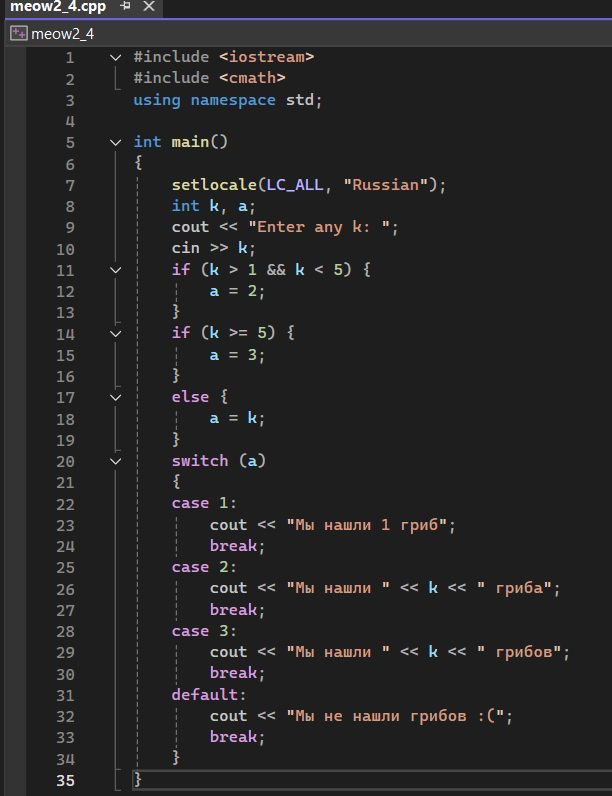 meow2_4.cpp
meow2_4
1 #include <iostream>
2 #include <cmath>
3 using namespace std;
4
5 int main()
6 {
7     setlocale(LC_ALL, "Russian");
8     int k, a;
9     cout << "Enter any k: ";
10     cin >> k;
11     if (k > 1 && k < 5) {
12         a = 2;
13     }
14     if (k >= 5) {
15         a = 3;
16     }
17     else {
18         a = k;
19     }
20     switch (a)
21     {
22     case 1:
23         cout << "Мы нашли 1 гриб";
24         break;
25     case 2:
26         cout << "Мы нашли " << k << " гриба";
27         break;
28     case 3:
29         cout << "Мы нашли " << k << " грибов";
30         break;
31     default:
32         cout << "Мы не нашли грибов :(";
33         break;
34     }
35 }